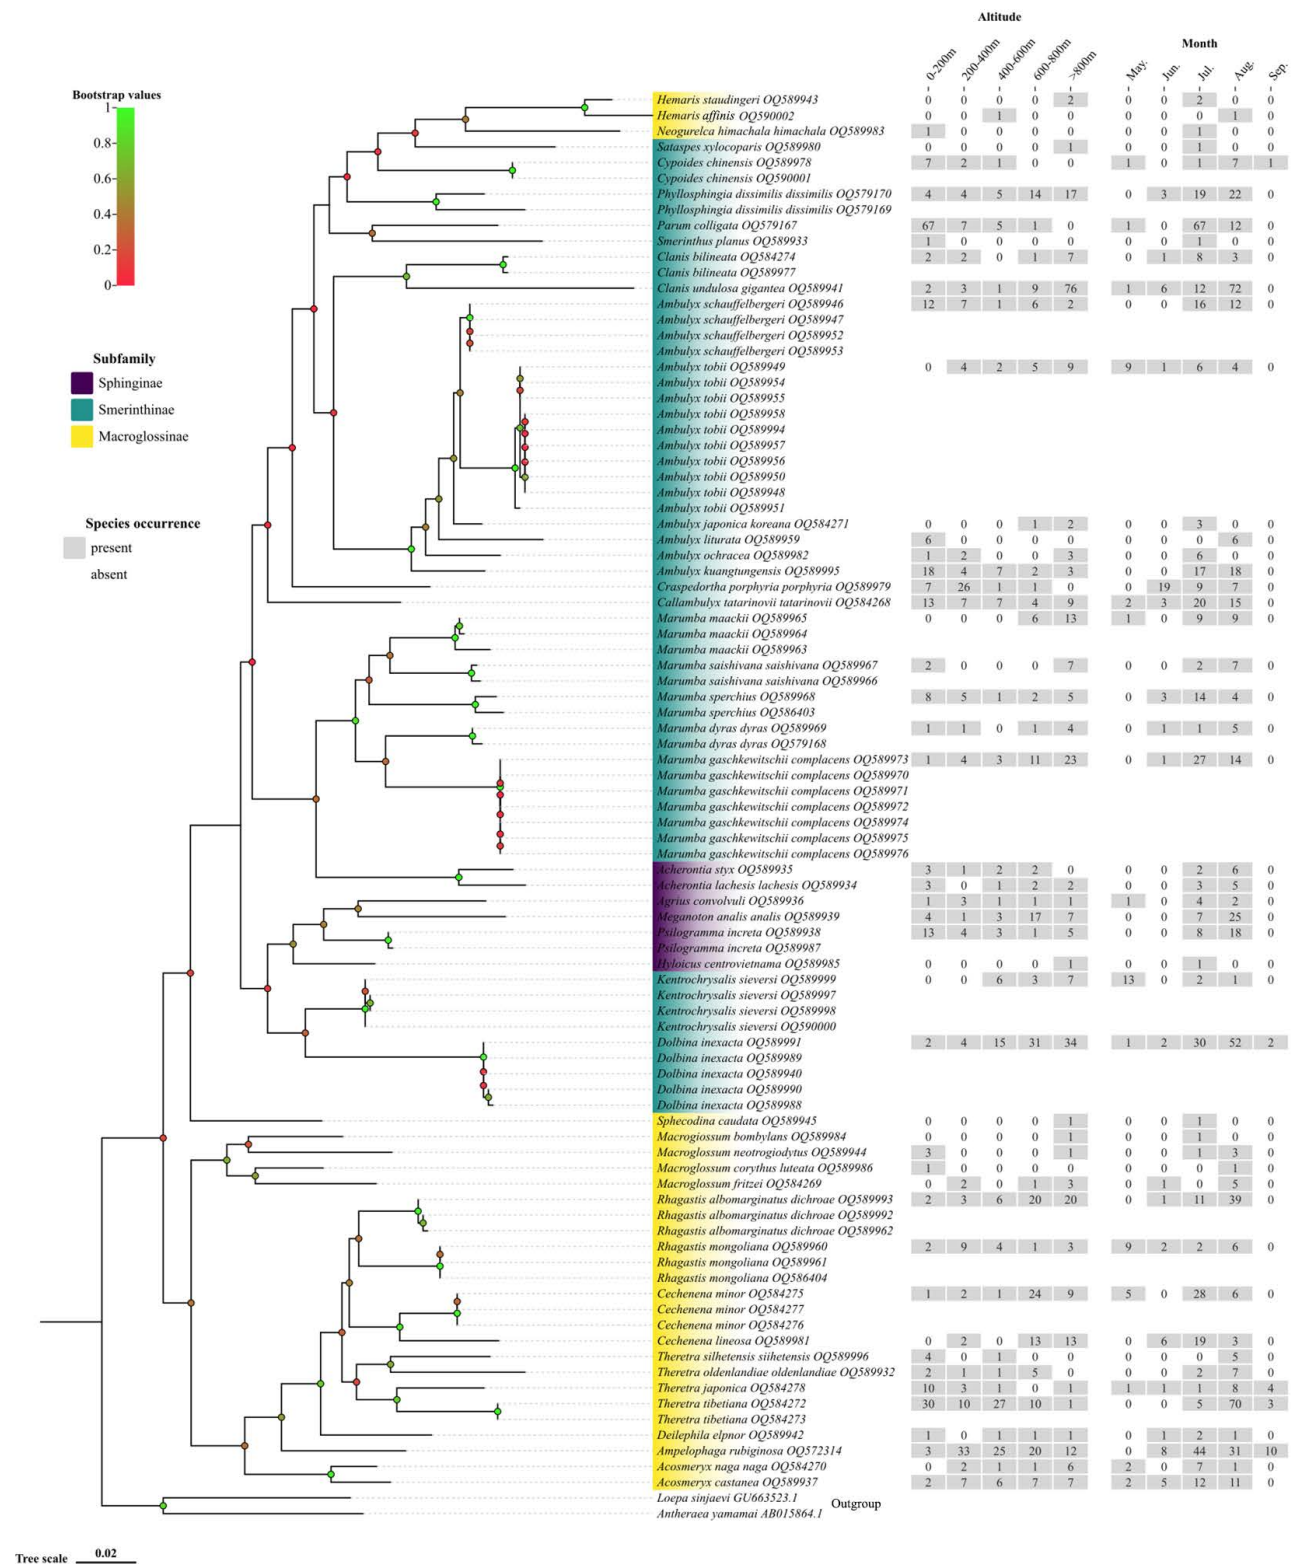 Altitude
Month
0-200m 200-400m 400-600m 600-800m >800m May. Jun. Jul. Aug. Sep.
Bootstrap values
1
0.8
0.6
0.4
0.2
0
Subfamily
Sphinginae
Smerinthinae
Macroglossinae
Species occurrence
present
absent
Hemaris staudingeri OQ589943 0 0 0 0 2 0 0 2 0 0
Hemaris affinis OQ590002 0 0 1 0 0 0 0 0 1 0
Neogurelca himachala himachala OQ589983 1 0 0 0 0 0 0 1 0 0
Sataspes xylocoparis OQ589980 0 0 0 0 1 0 0 1 0 0
Cypoides chinensis OQ589978 7 2 1 0 0 1 0 1 7 1
Cypoides chinensis OQ590001
Phyllosphingia dissimilis dissimilis OQ579170 4 4 5 14 17 0 3 19 22 0
Phyllosphingia dissimilis dissimilis OQ579169
Parum colligata OQ579167 67 7 5 1 0 1 0 67 12 0
Smerinthus planus OQ589933 1 0 0 0 0 0 0 1 0 0
Clanis bilineata OQ584274 2 2 0 1 7 0 1 8 3 0
Clanis bilineata OQ589977
Clanis undulosa gigantea OQ589941 2 3 1 9 76 1 6 12 72 0
Ambulyx schauffelbergeri OQ589946 12 7 1 6 2 0 0 16 12 0
Ambulyx schauffelbergeri OQ589947
Ambulyx schauffelbergeri OQ589952
Ambulyx schauffelbergeri OQ589953
Ambulyx tobii OQ589949 0 4 2 5 9 9 1 6 4 0
Ambulyx tobii OQ589954
Ambulyx tobii OQ589955
Ambulyx tobii OQ589958
Ambulyx tobii OQ589994
Ambulyx tobii OQ589957
Ambulyx tobii OQ589956
Ambulyx tobii OQ589950
Ambulyx tobii OQ589948
Ambulyx tobii OQ589951
Ambulyx japonica koreana OQ584271 0 0 0 1 2 0 0 3 0 0
Ambulyx liturata OQ589959 6 0 0 0 0 0 0 0 6 0
Ambulyx ochracea OQ589982 1 2 0 0 3 0 0 6 0 0
Ambulyx kuangtungensis OQ589995 18 4 7 2 3 0 0 17 18 0
Craspedortha porphyria porphyria OQ589979 7 26 1 1 0 0 19 9 7 0
Callambulyx tatarinovii tatarinovii OQ584268 13 7 7 4 9 2 3 20 15 0
Marumba maackii OQ589965 0 0 0 6 13 1 0 9 9 0
Marumba maackii OQ589964
Marumba maackii OQ589963
Marumba saishivana saishivana OQ589967 2 0 0 0 7 0 0 2 7 0
Marumba saishivana saishivana OQ589966
Marumba sperchius OQ589968 8 5 1 2 5 0 3 14 4 0
Marumba sperchius OQ586403
Marumba dyras dyras OQ589969 1 1 0 1 4 0 1 1 5 0
Marumba dyras dyras OQ579168
Marumba gaschkewitschii complacens OQ589973 1 4 3 11 23 0 1 27 14 0
Marumba gaschkewitschii complacens OQ589970
Marumba gaschkewitschii complacens OQ589971
Marumba gaschkewitschii complacens OQ589972
Marumba gaschkewitschii complacens OQ589974
Marumba gaschkewitschii complacens OQ589975
Marumba gaschkewitschii complacens OQ589976
Acherontia styx OQ589935 3 1 2 2 0 0 0 2 6 0
Acherontia lachesis lachesis OQ589934 3 0 1 2 2 0 0 3 5 0
Agrius convolvuli OQ589936 1 3 1 1 1 1 0 4 2 0
Meganoton analis analis OQ589939 4 1 3 17 7 0 0 7 25 0
Psilogramma increta OQ589938 13 4 3 1 5 0 0 8 18 0
Psilogramma increta OQ589987
Hyloicus centrovietnama OQ589985 0 0 0 0 1 0 0 1 0 0
Kentrochrysalis sieversi OQ589999 0 0 6 3 7 13 0 2 1 0
Kentrochrysalis sieversi OQ589997
Kentrochrysalis sieversi OQ589998
Kentrochrysalis sieversi OQ590000
Dolbina inexacta OQ589991 2 4 15 31 34 1 2 30 52 2
Dolbina inexacta OQ589989
Dolbina inexacta OQ589940
Dolbina inexacta OQ589990
Dolbina inexacta OQ589988
Sphecodina caudata OQ589945 0 0 0 0 1 0 0 1 0 0
Macrogiossum bombylans OQ589984 0 0 0 0 1 0 0 1 0 0
Macroglossum neotrogiodytus OQ589944 3 0 0 0 1 0 0 1 3 0
Macroglossum corythus luteata OQ589986 1 0 0 0 0 0 0 0 1 0
Macroglossum fritzei OQ584269 0 2 0 1 3 0 1 0 5 0
Rhagastis albomarginatus dichroae OQ589993 2 3 6 20 20 0 1 11 39 0
Rhagastis albomarginatus dichroae OQ589992
Rhagastis albomarginatus dichroae OQ589962
Rhagastis mongoliana OQ589960 2 9 4 1 3 9 2 2 6 0
Rhagastis mongoliana OQ589961
Rhagastis mongoliana OQ586404
Cechenena minor OQ584275 1 2 1 24 9 5 0 28 6 0
Cechenena minor OQ584277
Cechenena minor OQ584276
Cechenena lineosa OQ589981 0 2 0 13 13 0 6 19 3 0
Theretra silhetensis siihetensis OQ589996 4 0 1 0 0 0 0 0 5 0
Theretra oldenlandiae oldenlandiae OQ589932 2 1 1 5 0 0 0 2 7 0
Theretra japonica OQ584278 10 3 1 0 1 1 1 1 8 4
Theretra tibetiana OQ584272 30 10 27 10 1 0 0 5 70 3
Theretra tibetiana OQ584273
Deilephila elpnor OQ589942 1 0 1 1 1 0 1 2 1 0
Ampelophaga rubiginosa OQ572314 3 33 25 20 12 0 8 44 31 10
Acosmeryx naga naga OQ584270 0 2 1 1 6 2 0 7 1 0
Acosmeryx castanea OQ589937 2 7 6 7 7 2 5 12 11 0
Loepa sinjaevi GU663523.1
Outgroup
Antheraea yamamai AB015864.1
Tree scale 0.02